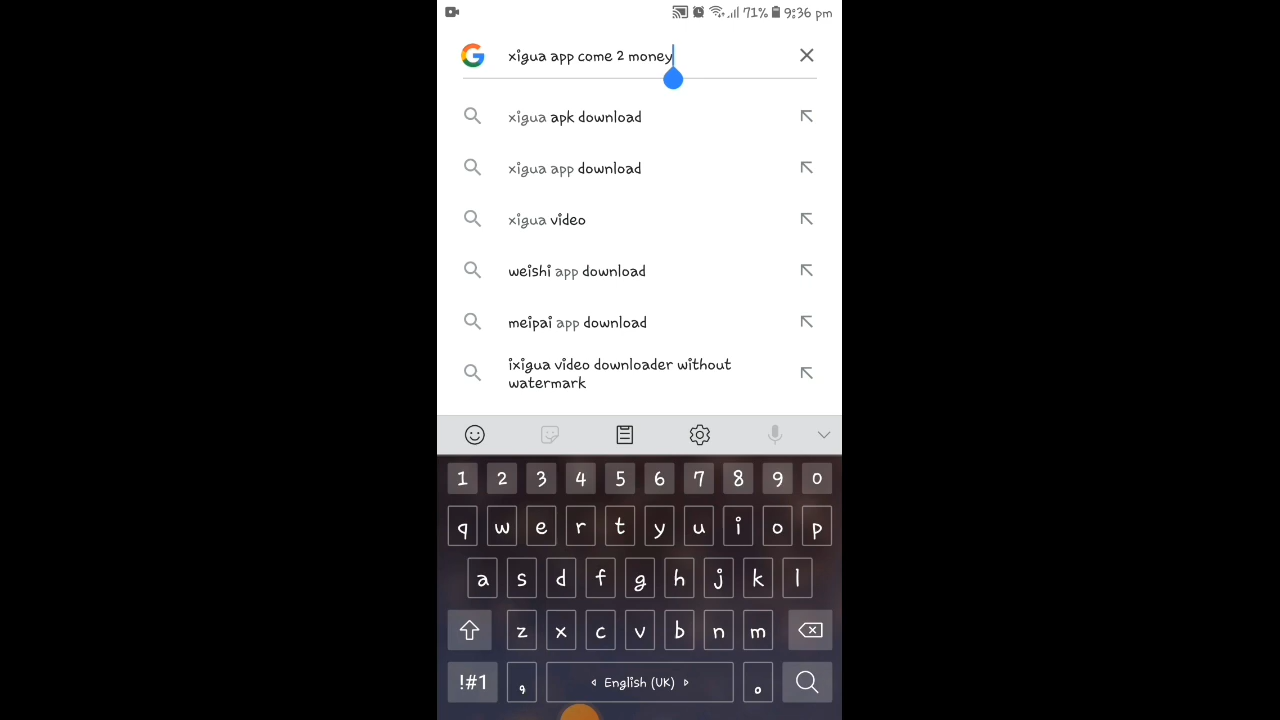 71% 9:36 pm
xigua app come 2 money
xigua apk download
xigua app download
xigua video
weishi app download
meipai app download
ixigua video downloader without
watermark
1 2 3 4 5 6 7 8 9 0
q w e r t y u i o p
a s d f g h j k l
z x c v b n m
!#1 , English (UK) .